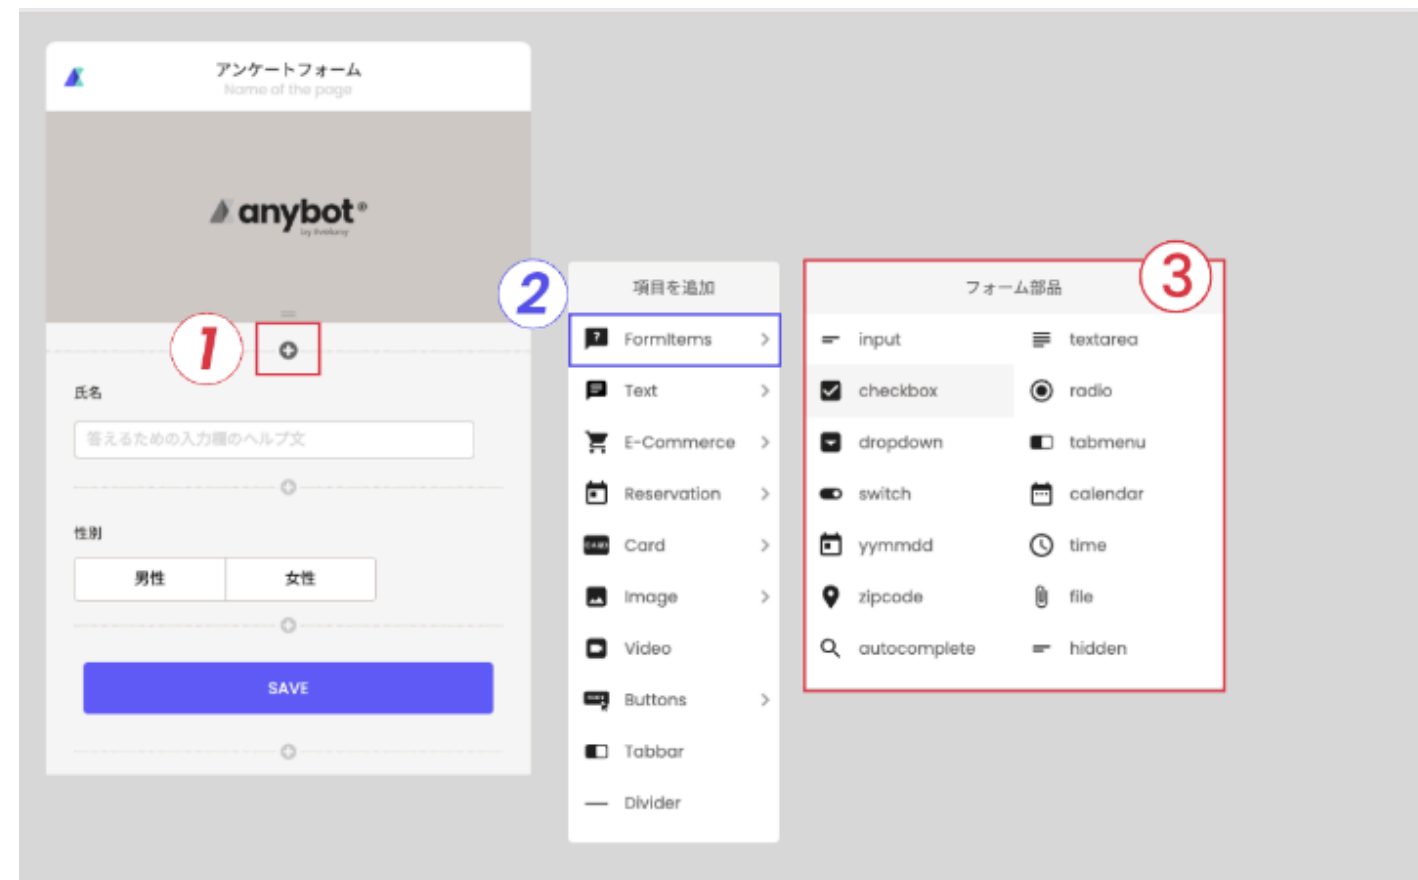 アンケートフォーム
Name of the page
anybot®
1
氏名
答えるための入力欄のヘルプ文
性別
男性 女性
SAVE
2
項目を追加
FormItems
Text
E-Commerce
Reservation
Card
Image
Video
Buttons
Tabbar
Divider
3
フォーム部品
input textarea
checkbox radio
dropdown tabmenu
switch calendar
yymmdd time
zipcode file
autocomplete hidden